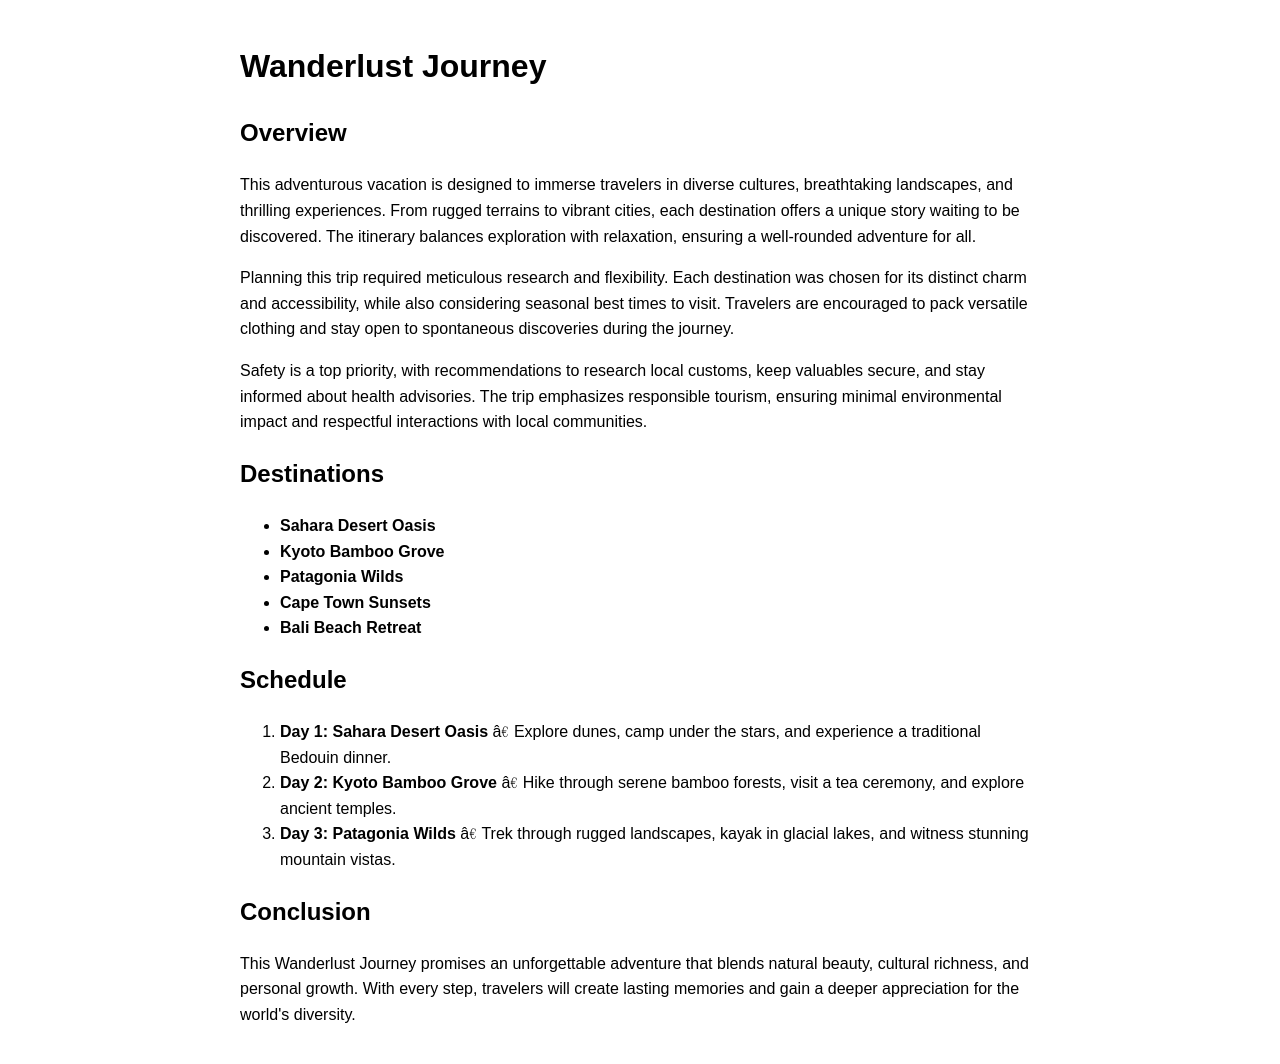 Wanderlust Journey
Overview
This adventurous vacation is designed to immerse travelers in diverse cultures, breathtaking landscapes, and
thrilling experiences. From rugged terrains to vibrant cities, each destination offers a unique story waiting to be
discovered. The itinerary balances exploration with relaxation, ensuring a well-rounded adventure for all.
Planning this trip required meticulous research and flexibility. Each destination was chosen for its distinct charm
and accessibility, while also considering seasonal best times to visit. Travelers are encouraged to pack versatile
clothing and stay open to spontaneous discoveries during the journey.
Safety is a top priority, with recommendations to research local customs, keep valuables secure, and stay
informed about health advisories. The trip emphasizes responsible tourism, ensuring minimal environmental
impact and respectful interactions with local communities.
Destinations
• Sahara Desert Oasis
• Kyoto Bamboo Grove
• Patagonia Wilds
• Cape Town Sunsets
• Bali Beach Retreat
Schedule
1. Day 1: Sahara Desert Oasis â€ Explore dunes, camp under the stars, and experience a traditional
Bedouin dinner.
2. Day 2: Kyoto Bamboo Grove â€ Hike through serene bamboo forests, visit a tea ceremony, and explore
ancient temples.
3. Day 3: Patagonia Wilds â€ Trek through rugged landscapes, kayak in glacial lakes, and witness stunning
mountain vistas.
Conclusion
This Wanderlust Journey promises an unforgettable adventure that blends natural beauty, cultural richness, and
personal growth. With every step, travelers will create lasting memories and gain a deeper appreciation for the
world's diversity.